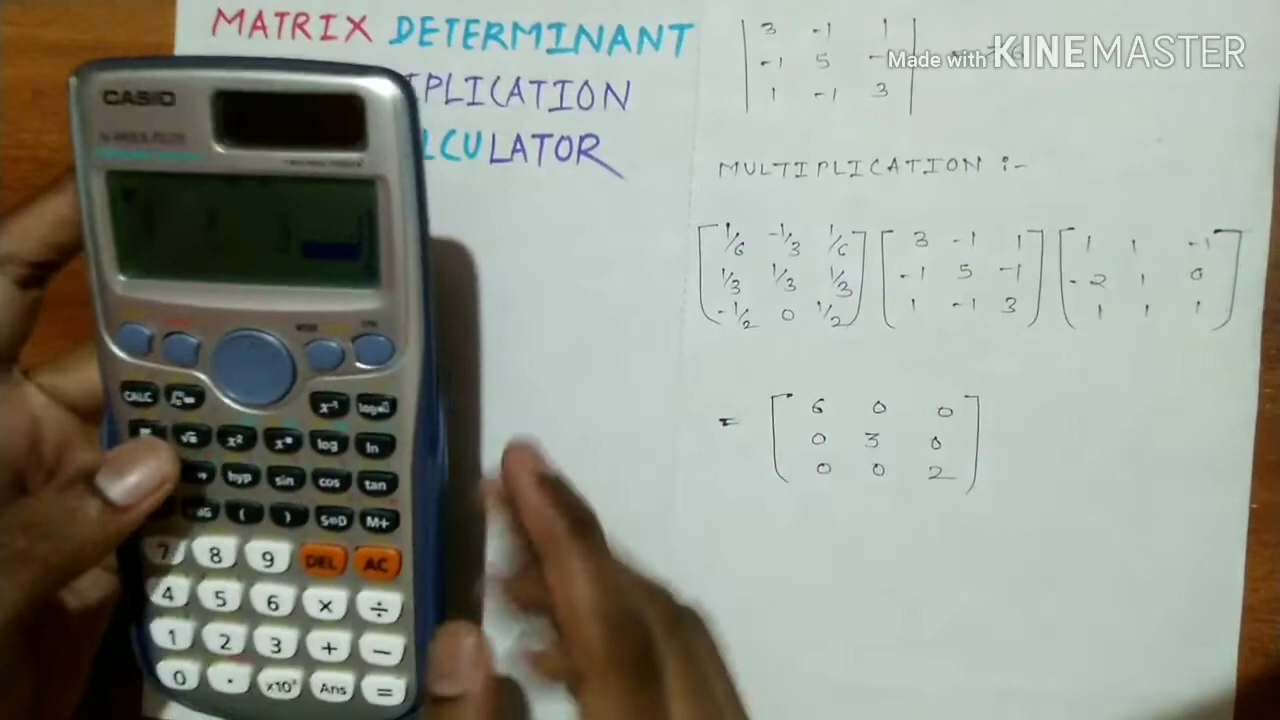 MATRIX DETERMINANT
IPLICATION
LCULATOR
3 -1 1
-1 5 -
1 -1 3
Made with KINEMASTER
MULTIPLICATION :-
1/6 -1/3 1/6 3 -1 1 1 1 -1
1/3 1/3 1/3 -1 5 -1 -2 1 0
-1/2 0 1/2 1 -1 3 1 1 1
= 6 0 0
0 3 0
0 0 2
CASIO
CALC x⁻¹
√ x² log ln
hyp sin cos tan
( ) S⇔D M+
7 8 9 DEL AC
4 5 6 × ÷
1 2 3 + −
0 . ×10ˣ Ans =